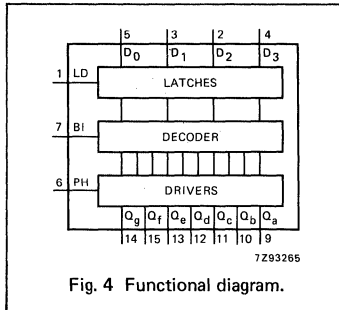 5 3 2 4
D0 D1 D2 D3
1 LD
LATCHES
7 BI
DECODER
6 PH
DRIVERS
Qg Qf Qe Qd Qc Qb Qa
14 15 13 12 11 10 9
7Z93265
Fig. 4 Functional diagram.